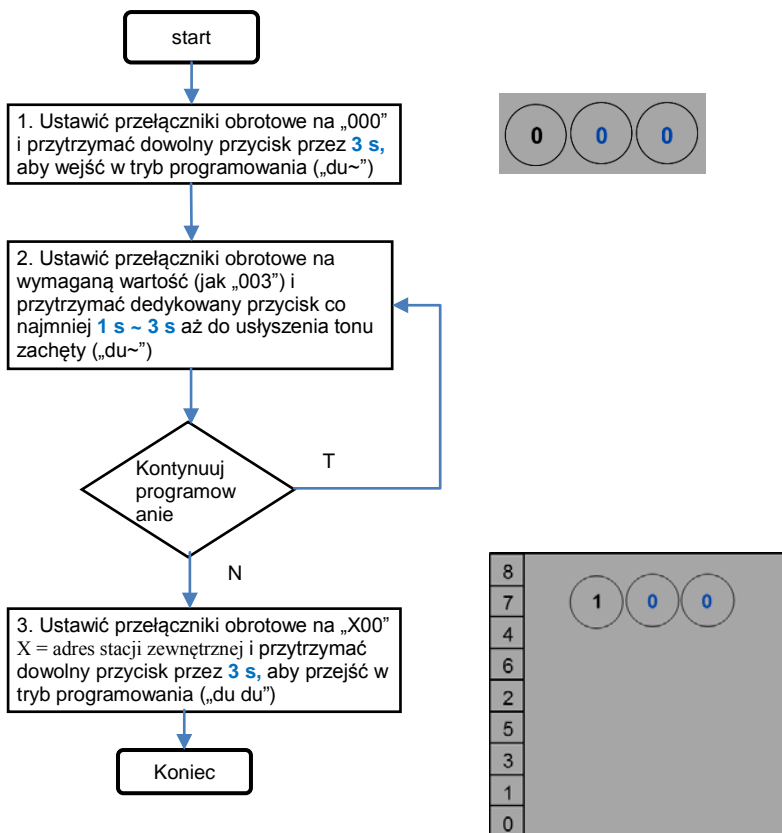 start
1. Ustawić przełączniki obrotowe na „000”
i przytrzymać dowolny przycisk przez 3 s,
aby wejść w tryb programowania („du~”)
0 0 0
2. Ustawić przełączniki obrotowe na
wymaganą wartość (jak „003”) i
przytrzymać dedykowany przycisk co
najmniej 1 s ~ 3 s aż do usłyszenia tonu
zachęty („du~”)
Kontynuuj
programow
anie
T
N
3. Ustawić przełączniki obrotowe na „X00”
X = adres stacji zewnętrznej i przytrzymać
dowolny przycisk przez 3 s, aby przejść w
tryb programowania („du du”)
Koniec
8
7
4
6
2
5
3
1
0
1 0 0